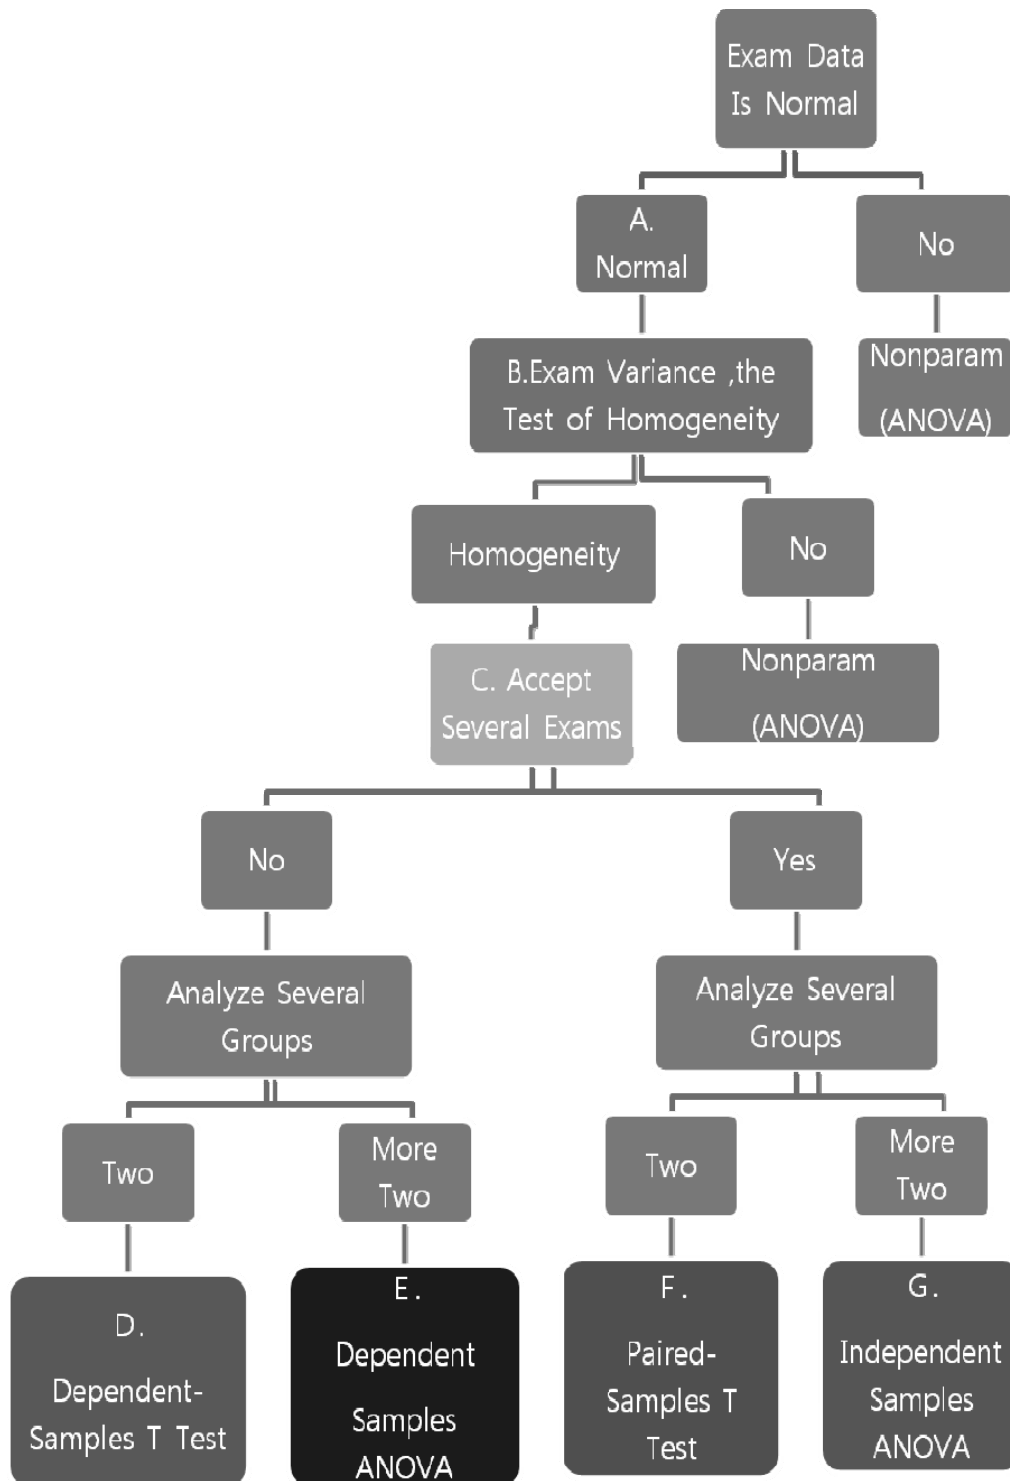 Exam Data
Is Normal
A.
Normal
No
B.Exam Variance ,the
Test of Homogeneity
Nonparam
(ANOVA)
Homogeneity
No
C. Accept
Several Exams
Nonparam
(ANOVA)
No
Yes
Analyze Several
Groups
Analyze Several
Groups
Two
More
Two
Two
More
Two
D.
Dependent-
Samples T Test
E.
Dependent
Samples
ANOVA
F.
Paired-
Samples T
Test
G.
Independent
Samples
ANOVA